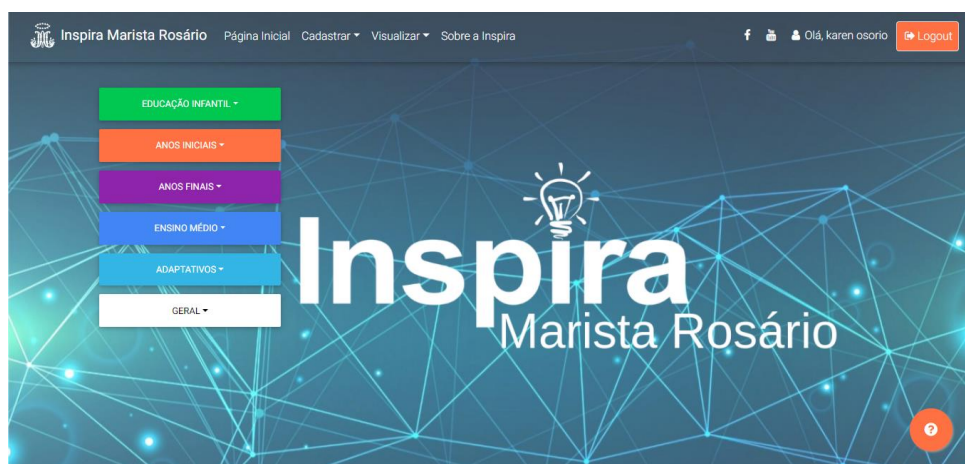 Inspira Marista Rosário Página Inicial Cadastrar Visualizar Sobre a Inspira Olá, karen osorio Logout
EDUCAÇÃO INFANTIL
ANOS INICIAIS
ANOS FINAIS
ENSINO MÉDIO
ADAPTATIVOS
GERAL
Inspira
Marista Rosário
?